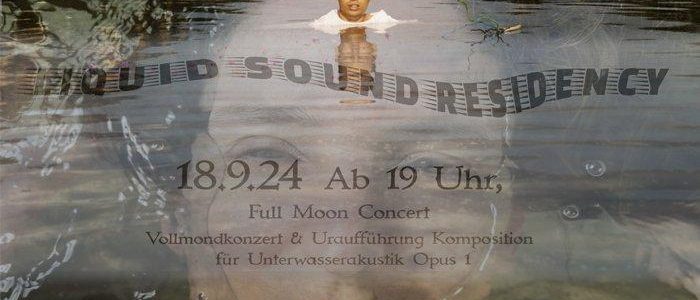 LIQUID SOUND RESIDENCY
18.9.24 Ab 19 Uhr,
Full Moon Concert
Vollmondkonzert & Uraufführung Komposition
für Unterwasserakustik Opus 1